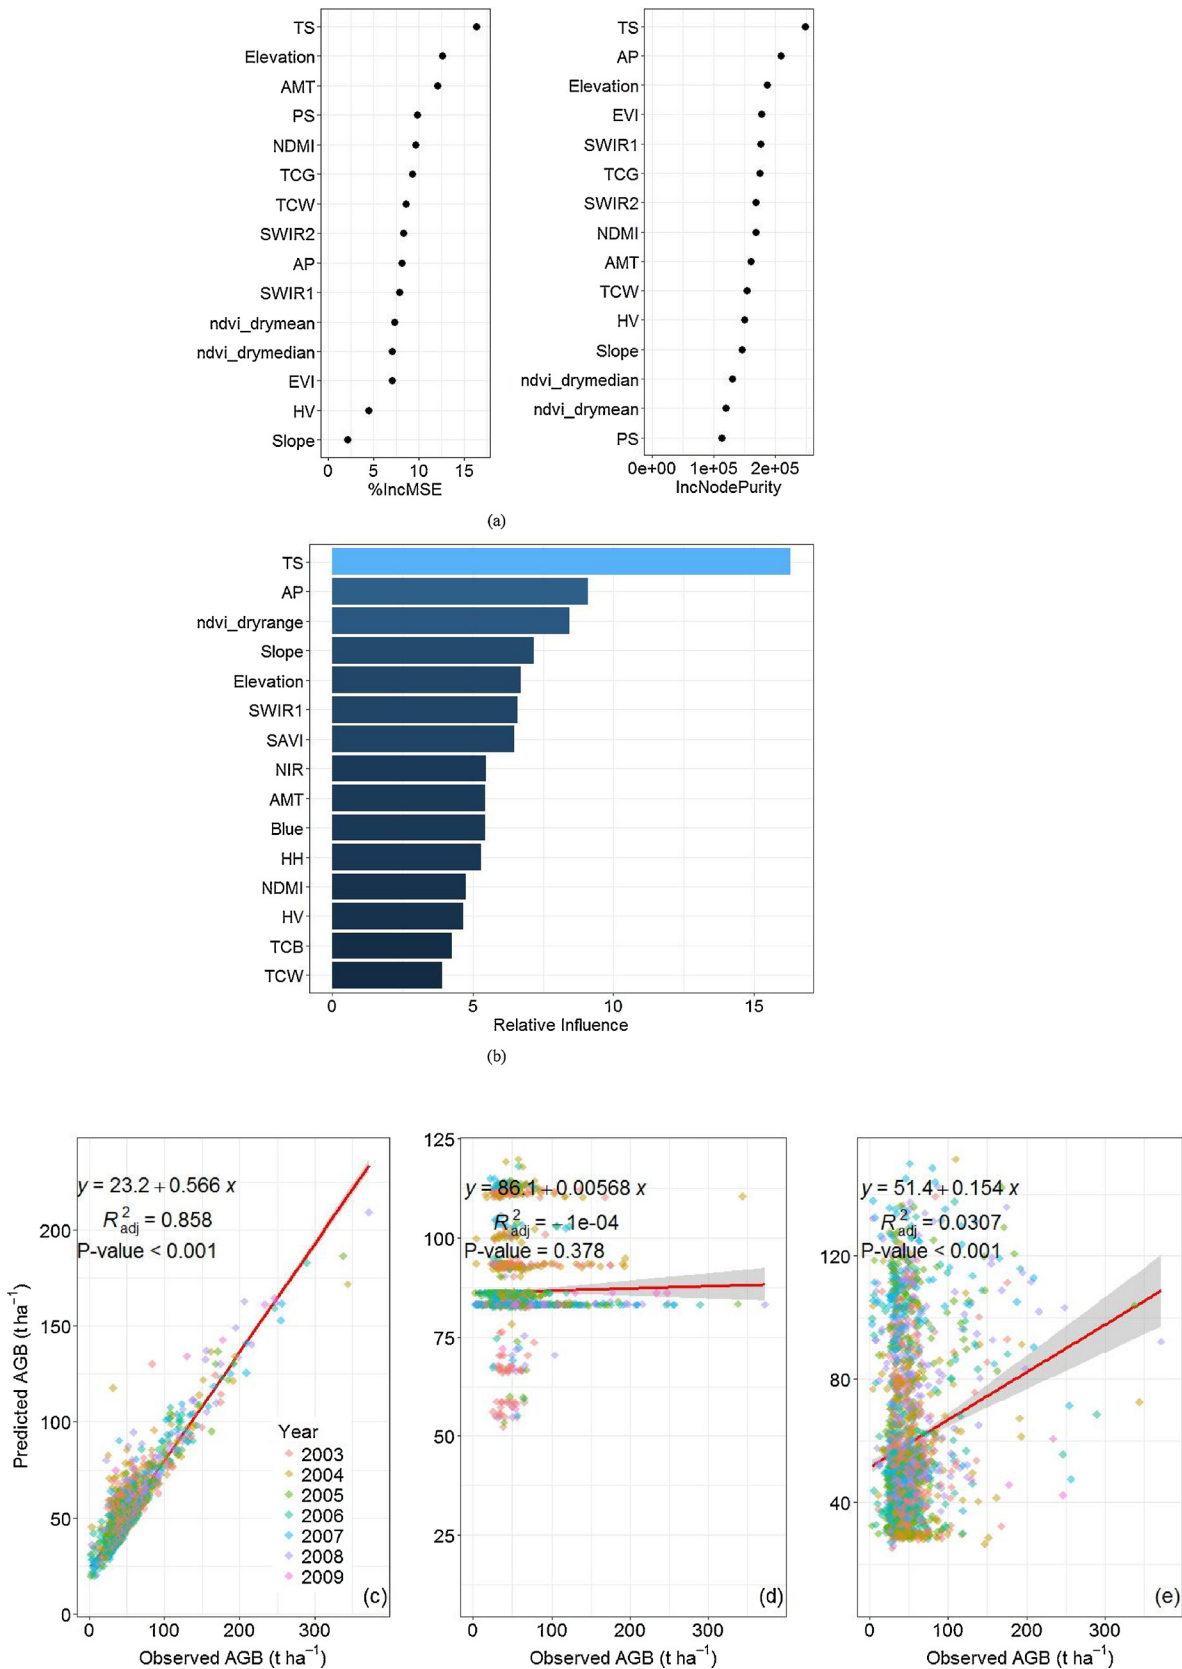 TS
Elevation
AMT
PS
NDMI
TCG
TCW
SWIR2
AP
SWIR1
ndvi_drymean
ndvi_drymedian
EVI
HV
Slope
0 5 10 15
%IncMSE
TS
AP
Elevation
EVI
SWIR1
TCG
SWIR2
NDMI
AMT
TCW
HV
Slope
ndvi_drymedian
ndvi_drymean
PS
0e+00 1e+05 2e+05
IncNodePurity
(a)
TS
AP
ndvi_dryrange
Slope
Elevation
SWIR1
SAVI
NIR
AMT
Blue
HH
NDMI
HV
TCB
TCW
0 5 10 15
Relative Influence
(b)
Predicted AGB (t ha⁻¹)
200
150
100
50
0
y = 23.2 + 0.566 x
R²adj = 0.858
P-value < 0.001
Year
2003
2004
2005
2006
2007
2008
2009
(c)
0 100 200 300
Observed AGB (t ha⁻¹)
125
100
75
50
25
y = 86.1 + 0.00568 x
R²adj = −1e-04
P-value = 0.378
(d)
0 100 200 300
Observed AGB (t ha⁻¹)
120
80
40
y = 51.4 + 0.154 x
R²adj = 0.0307
P-value < 0.001
(e)
0 100 200 300
Observed AGB (t ha⁻¹)